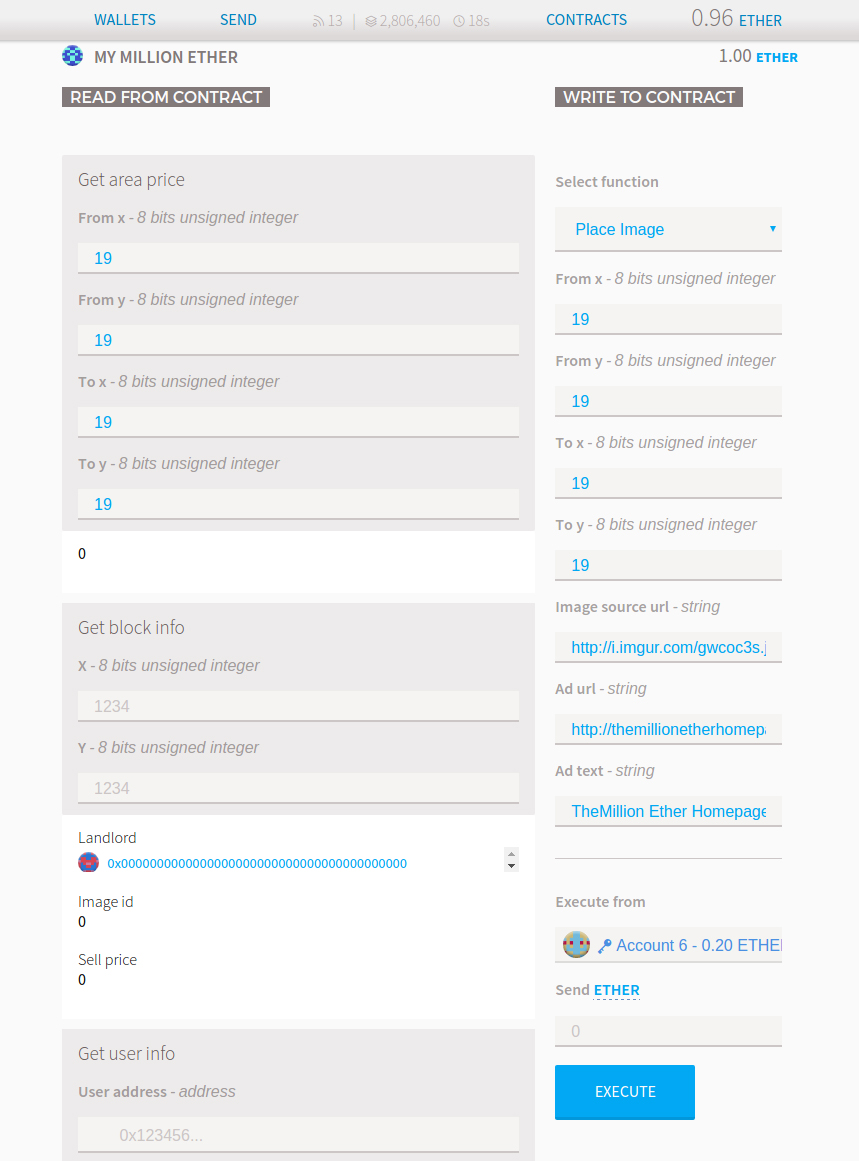 WALLETS SEND 13 | 2,806,460 18s CONTRACTS 0.96 ETHER
MY MILLION ETHER 1.00 ETHER
READ FROM CONTRACT
Get area price
From x - 8 bits unsigned integer
19
From y - 8 bits unsigned integer
19
To x - 8 bits unsigned integer
19
To y - 8 bits unsigned integer
19
0
Get block info
X - 8 bits unsigned integer
1234
Y - 8 bits unsigned integer
1234
Landlord
0x0000000000000000000000000000000000000000
Image id
0
Sell price
0
Get user info
User address - address
0x123456...
WRITE TO CONTRACT
Select function
Place Image
From x - 8 bits unsigned integer
19
From y - 8 bits unsigned integer
19
To x - 8 bits unsigned integer
19
To y - 8 bits unsigned integer
19
Image source url - string
http://i.imgur.com/gwcoc3s.j
Ad url - string
http://themillionetherhomepa
Ad text - string
TheMillion Ether Homepage
Execute from
Account 6 - 0.20 ETHE
Send ETHER
0
EXECUTE